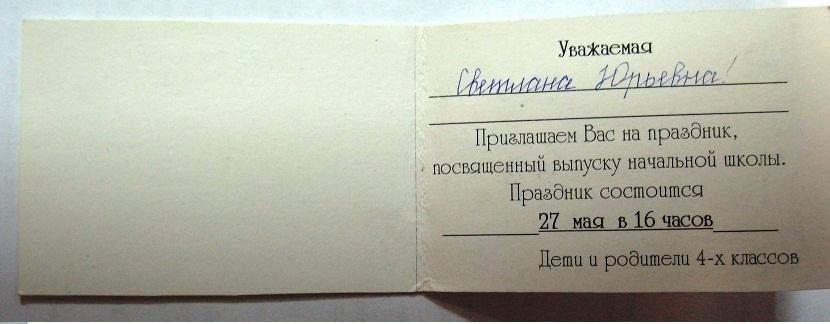 Уважаемая
Светлана Юрьевна!
Приглашаем Вас на праздник,
посвященный выпуску начальной школы.
Праздник состоится
27 мая в 16 часов
Дети и родители 4-х классов